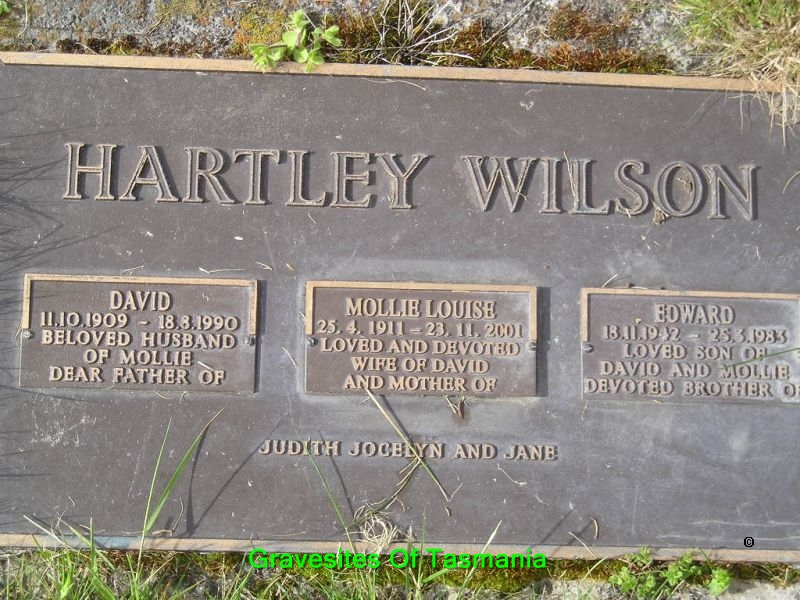 HARTLEY WILSON
DAVID
11.10.1909 - 18.8.1990
BELOVED HUSBAND
OF MOLLIE
DEAR FATHER OF
MOLLIE LOUISE
25.4.1911 - 23.11.2001
LOVED AND DEVOTED
WIFE OF DAVID
AND MOTHER OF
EDWARD
18.11.1942 - 25.3.1983
LOVED SON OF
DAVID AND MOLLIE
DEVOTED BROTHER OF
JUDITH JOCELYN AND JANE
©
Gravesites Of Tasmania